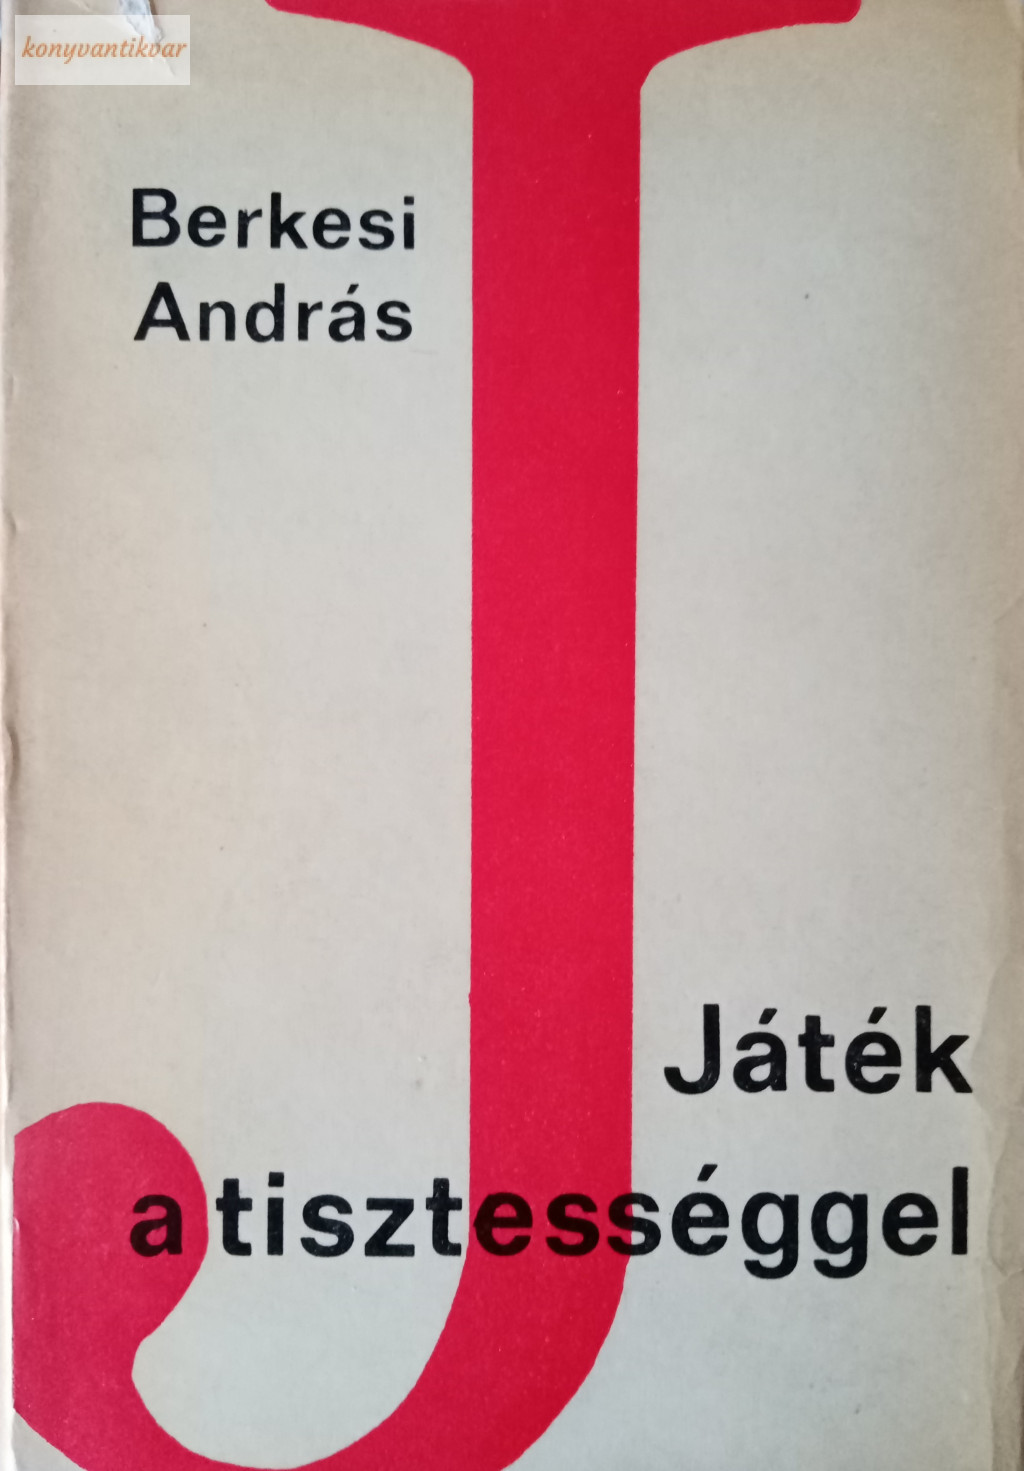 konyvantikvar
Berkesi
András
J
Játék
a tisztességgel